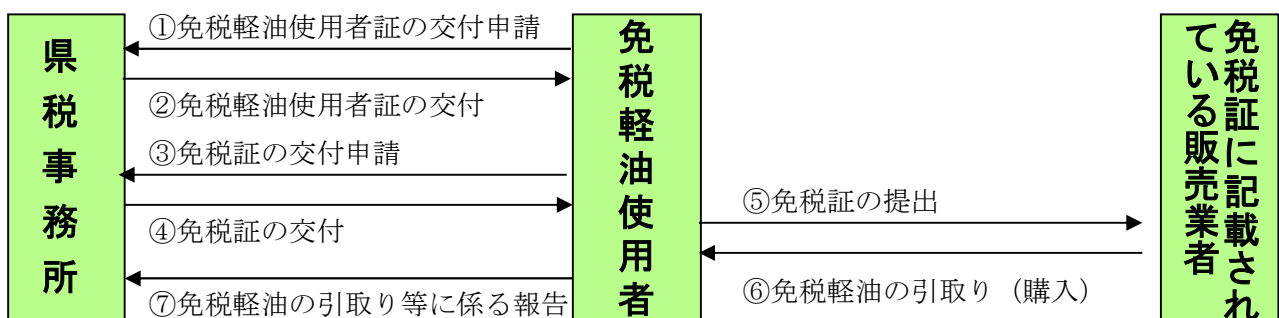 県税事務所
①免税軽油使用者証の交付申請
②免税軽油使用者証の交付
③免税証の交付申請
④免税証の交付
⑦免税軽油の引取り等に係る報告
免税軽油使用者
⑤免税証の提出
⑥免税軽油の引取り（購入）
免税証に記載され
ている販売業者